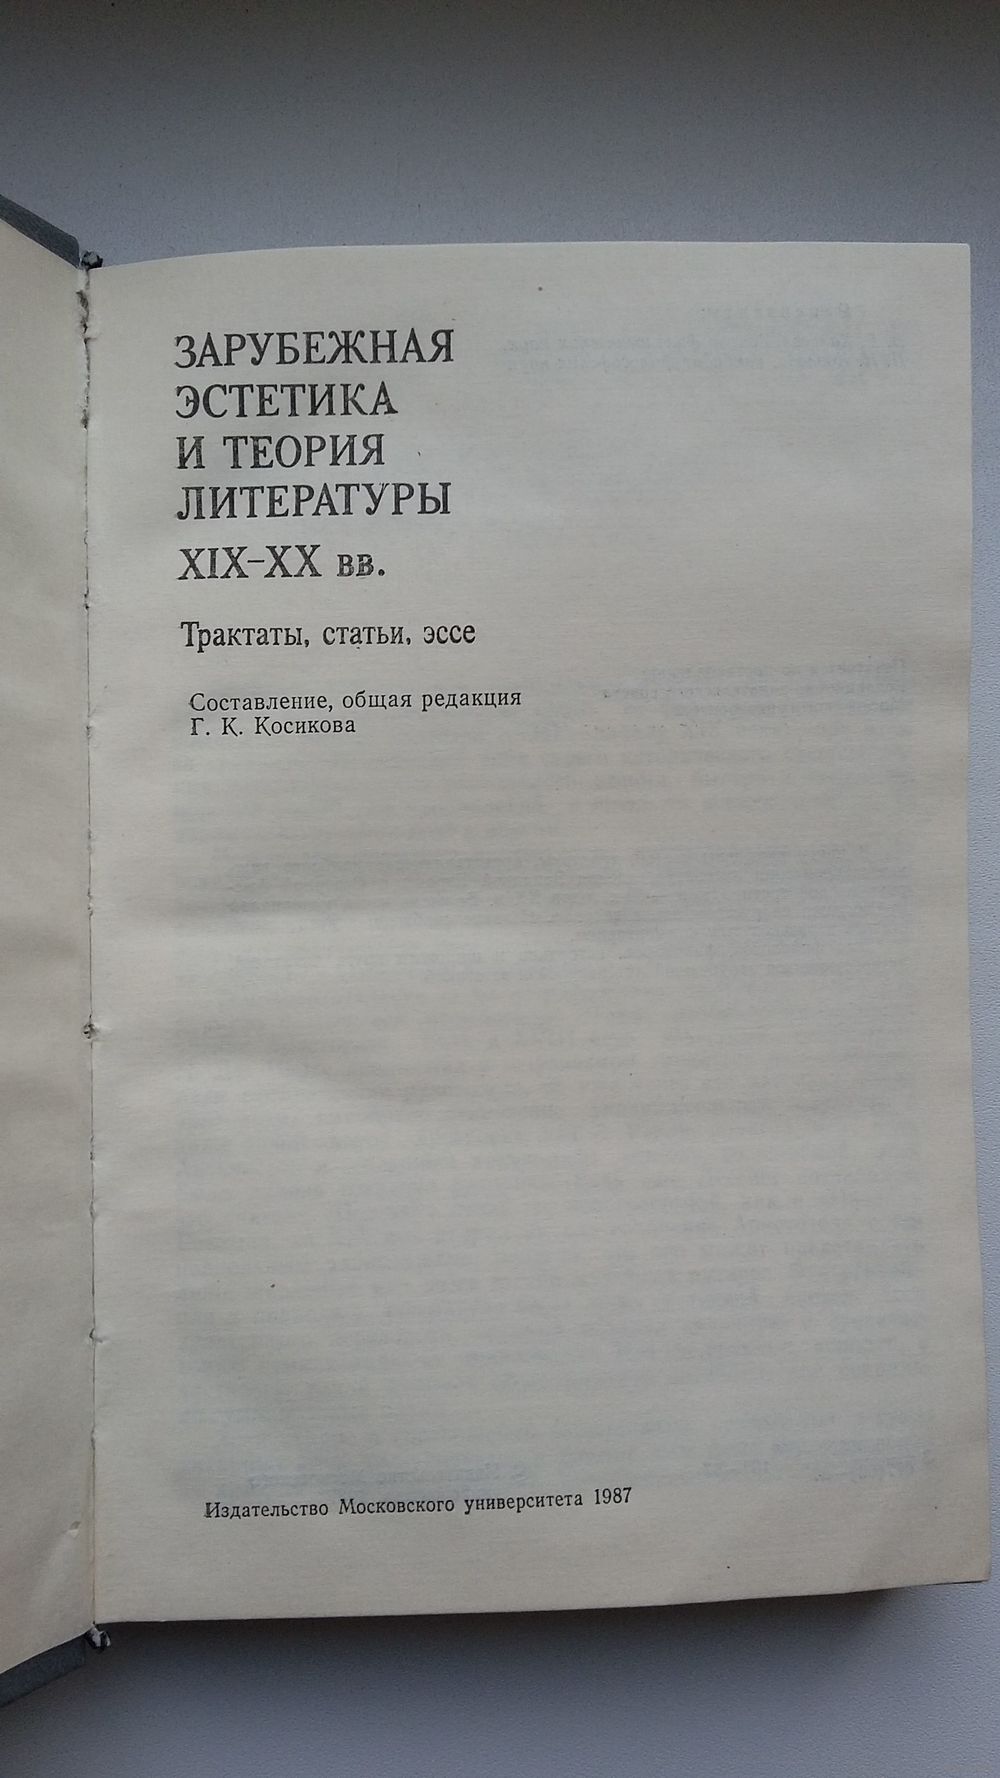 ЗАРУБЕЖНАЯ
ЭСТЕТИКА
И ТЕОРИЯ
ЛИТЕРАТУРЫ
XIX–XX вв.
Трактаты, статьи, эссе
Составление, общая редакция
Г. К. Косикова
Издательство Московского университета 1987